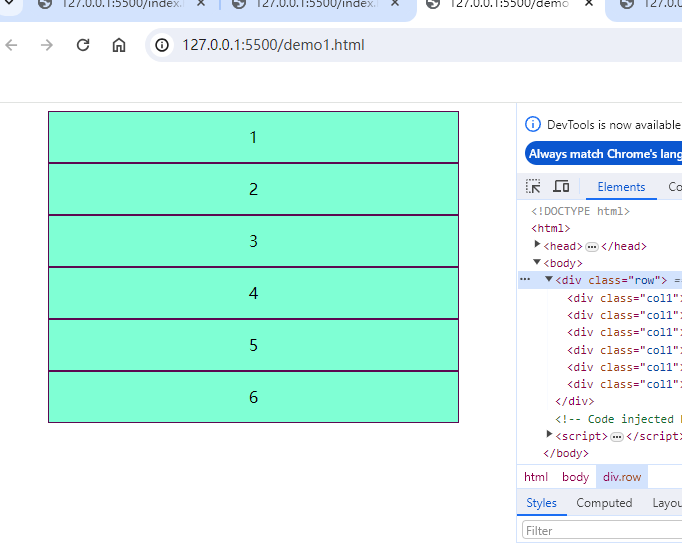 127.0.0.1:5500/index.
127.0.0.1:5500/index.
127.0.0.1:5500/demo
127.0.
127.0.0.1:5500/demo1.html
1
2
3
4
5
6
DevTools is now available
Always match Chrome's lang
Elements Co
<!DOCTYPE html>
<html>
<head> ... </head>
<body>
... <div class="row"> =
<div class="col1">
<div class="col1">
<div class="col1">
<div class="col1">
<div class="col1">
<div class="col1">
</div>
<!-- Code injected
<script> ... </script>
</body>
html body div.row
Styles Computed Layou
Filter